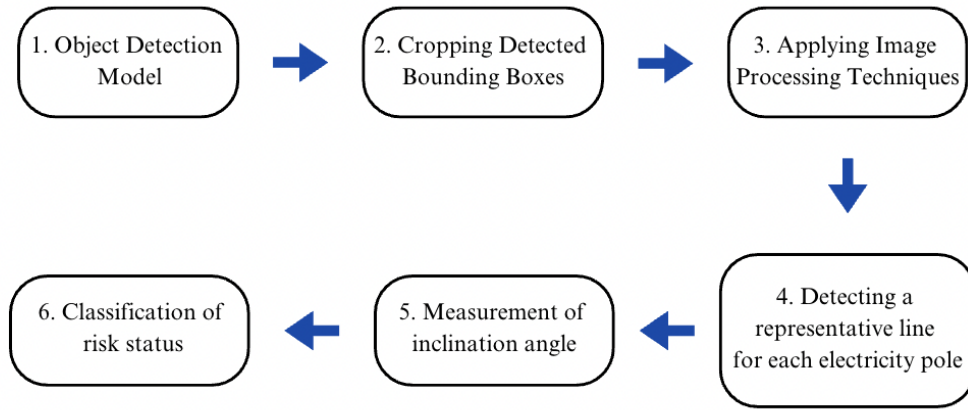 1. Object Detection
Model
2. Cropping Detected
Bounding Boxes
3. Applying Image
Processing Techniques
4. Detecting a
representative line
for each electricity pole
5. Measurement of
inclination angle
6. Classification of
risk status